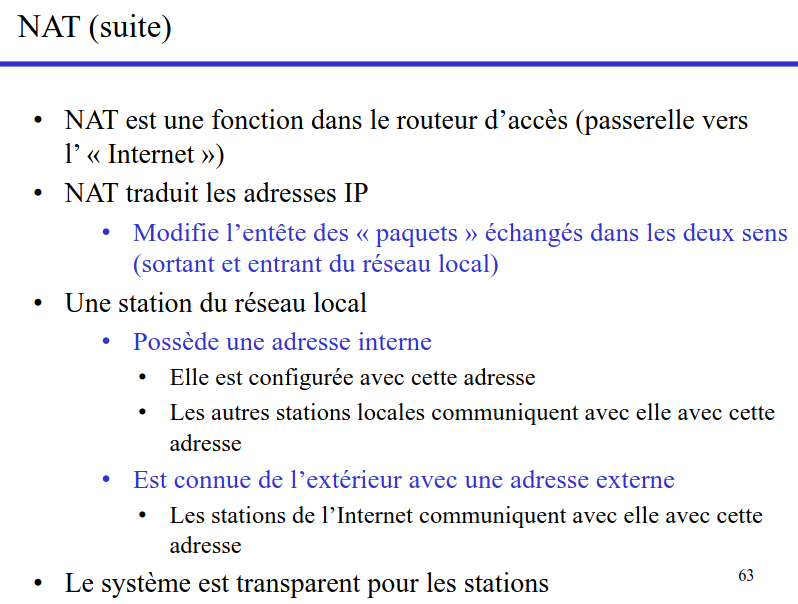 NAT (suite)
• NAT est une fonction dans le routeur d’accès (passerelle vers
l’ « Internet »)
• NAT traduit les adresses IP
• Modifie l’entête des « paquets » échangés dans les deux sens
(sortant et entrant du réseau local)
• Une station du réseau local
• Possède une adresse interne
• Elle est configurée avec cette adresse
• Les autres stations locales communiquent avec elle avec cette
adresse
• Est connue de l’extérieur avec une adresse externe
• Les stations de l’Internet communiquent avec elle avec cette
adresse
• Le système est transparent pour les stations
63